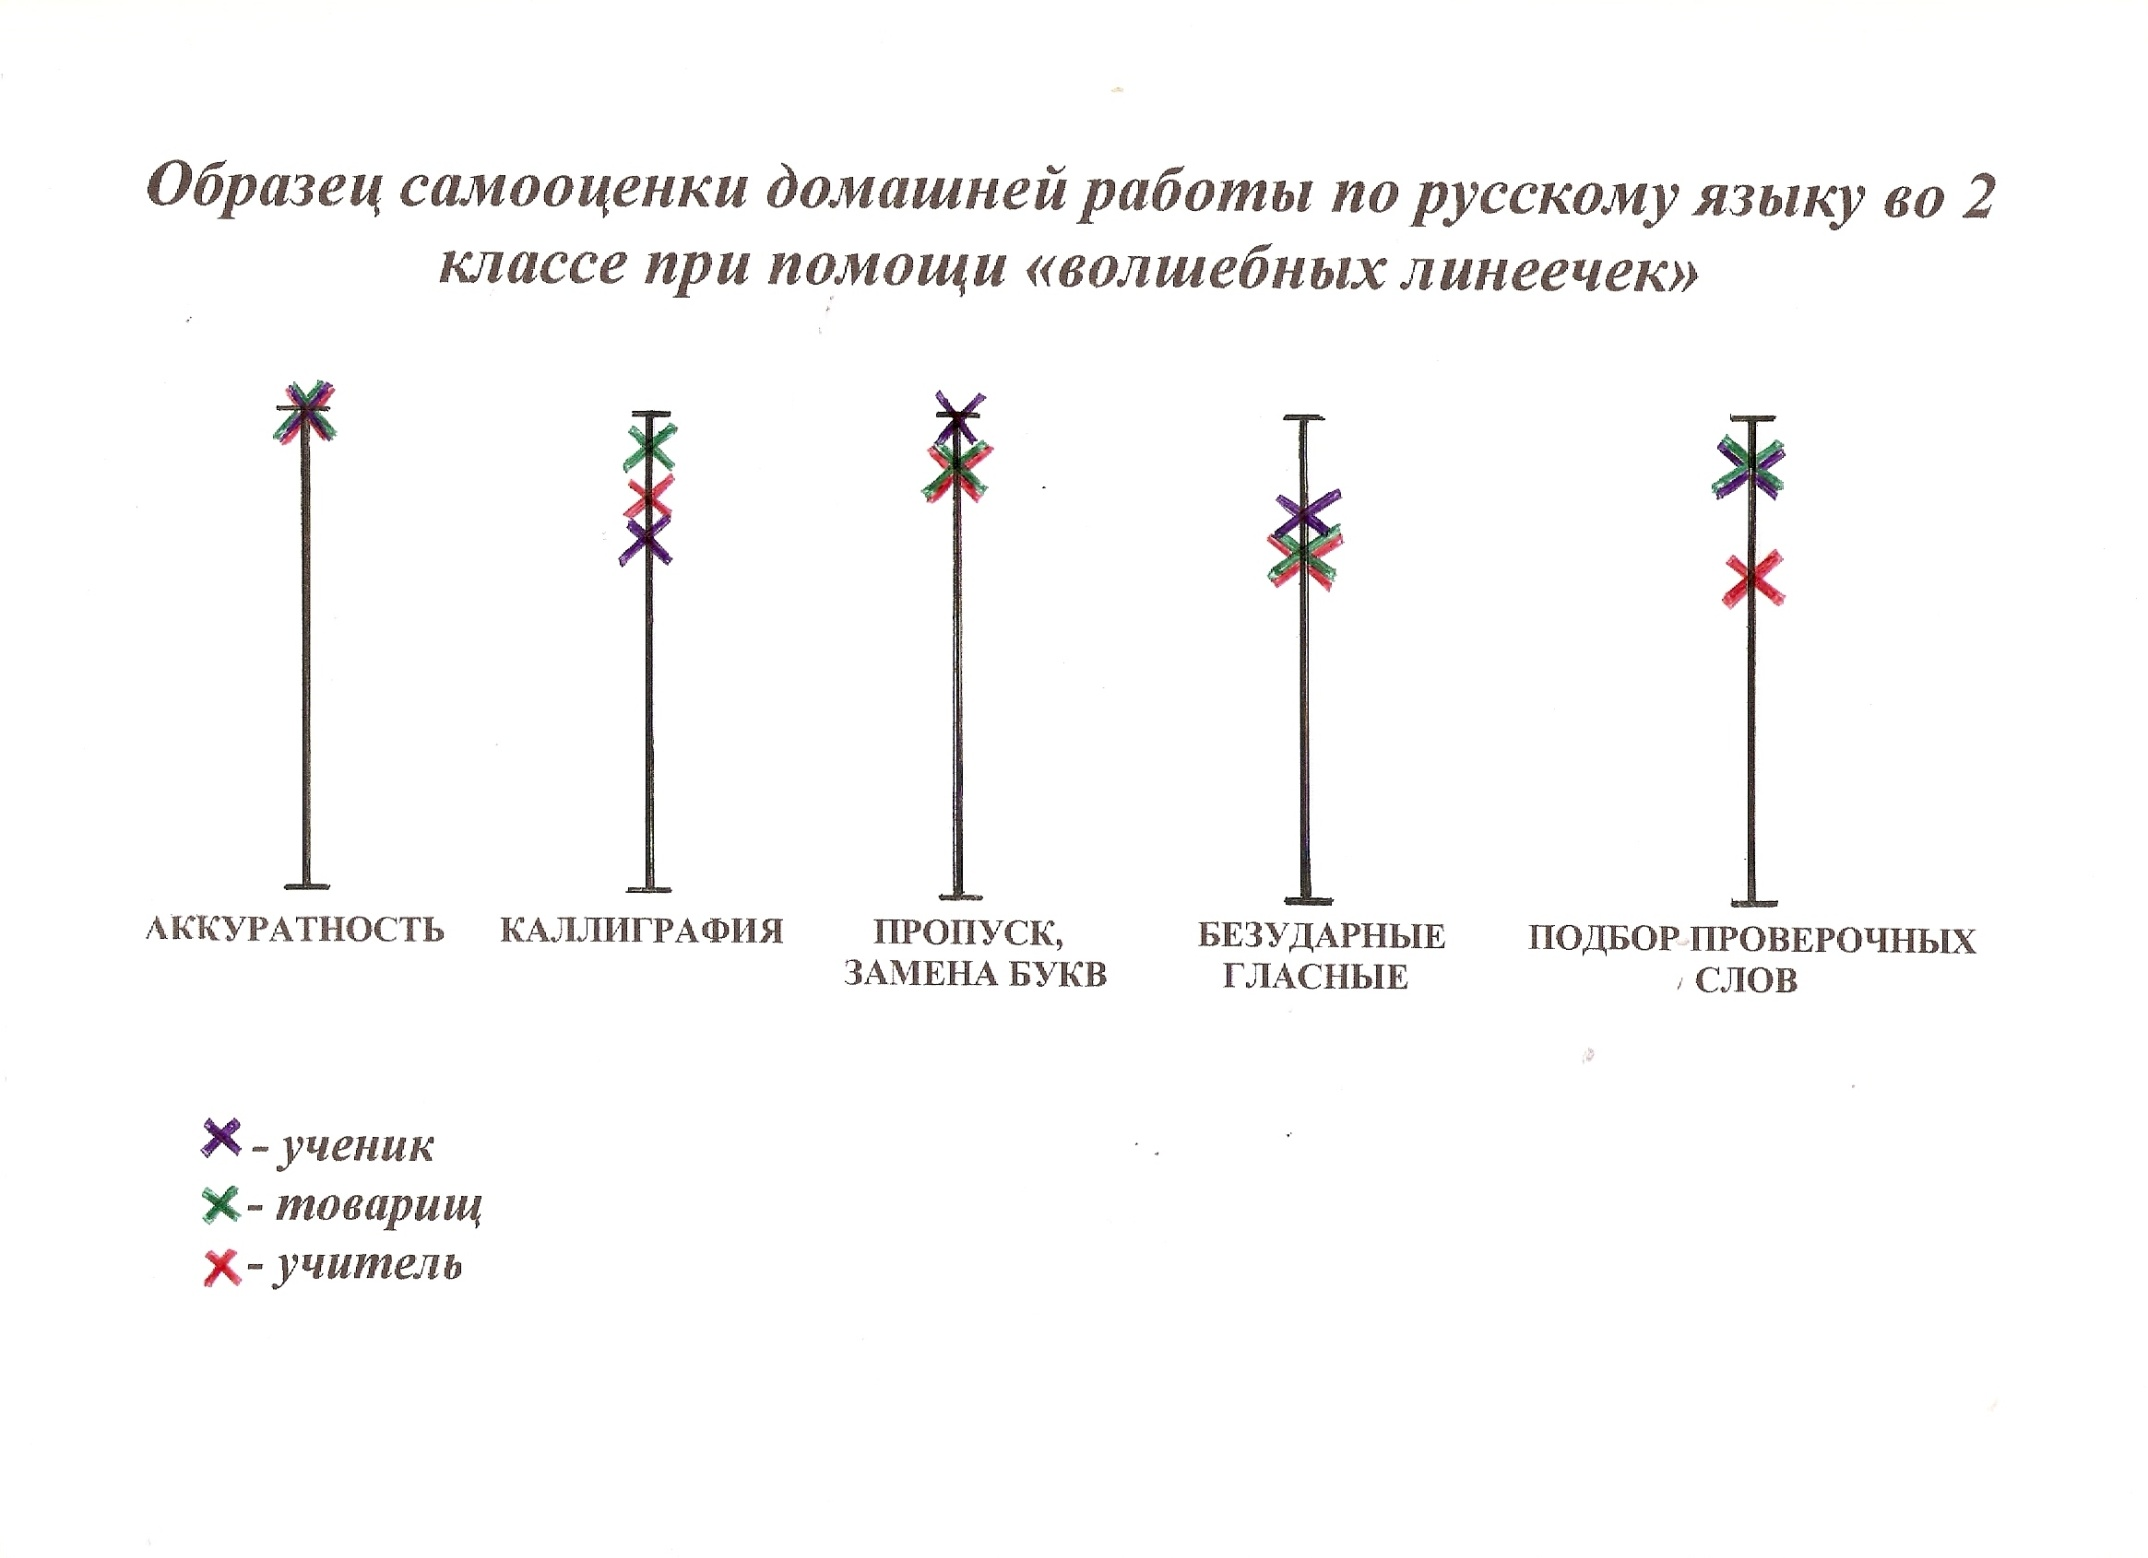 Образец самооценки домашней работы по русскому языку во 2
классе при помощи «волшебных линеечек»
АККУРАТНОСТЬ
КАЛЛИГРАФИЯ
ПРОПУСК,
ЗАМЕНА БУКВ
БЕЗУДАРНЫЕ
ГЛАСНЫЕ
ПОДБОР ПРОВЕРОЧНЫХ
СЛОВ
- ученик
- товарищ
- учитель